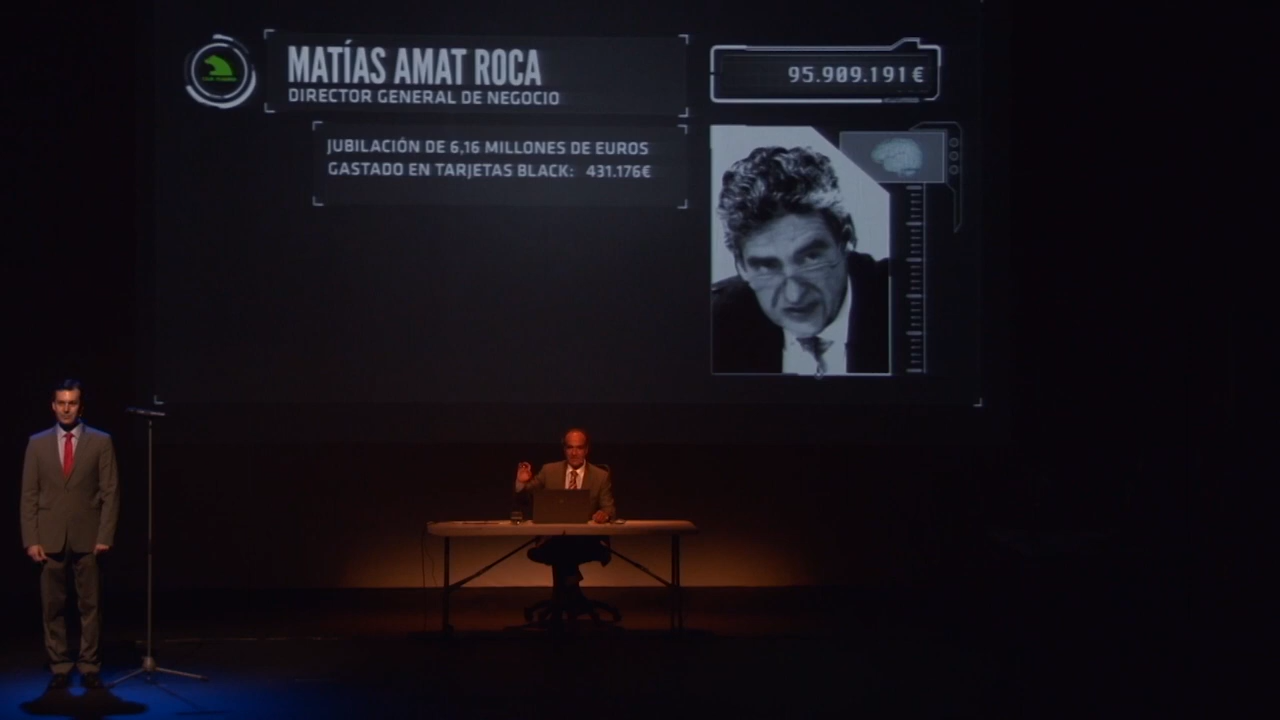 MATÍAS AMAT ROCA
DIRECTOR GENERAL DE NEGOCIO
95.909.191€
JUBILACIÓN DE 6,16 MILLONES DE EUROS
GASTADO EN TARJETAS BLACK: 431.176€